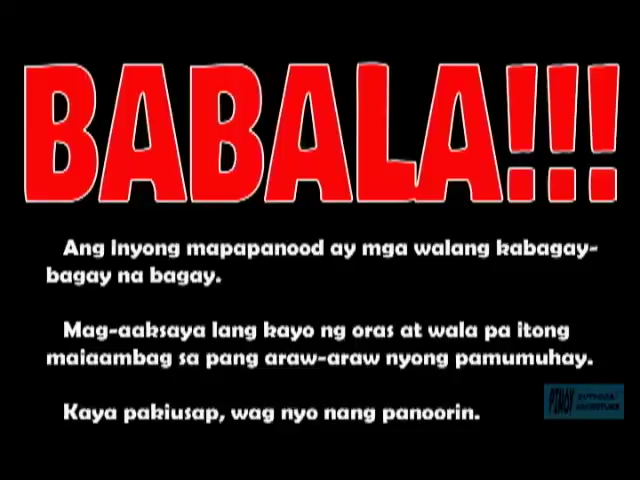 BABALA!!!
Ang Inyong mapapanood ay mga walang kabagay-
bagay na bagay.
Mag-aaksaya lang kayo ng oras at wala pa itong
maiaambag sa pang araw-araw nyong pamumuhay.
Kaya pakiusap, wag nyo nang panoorin.
PINOY